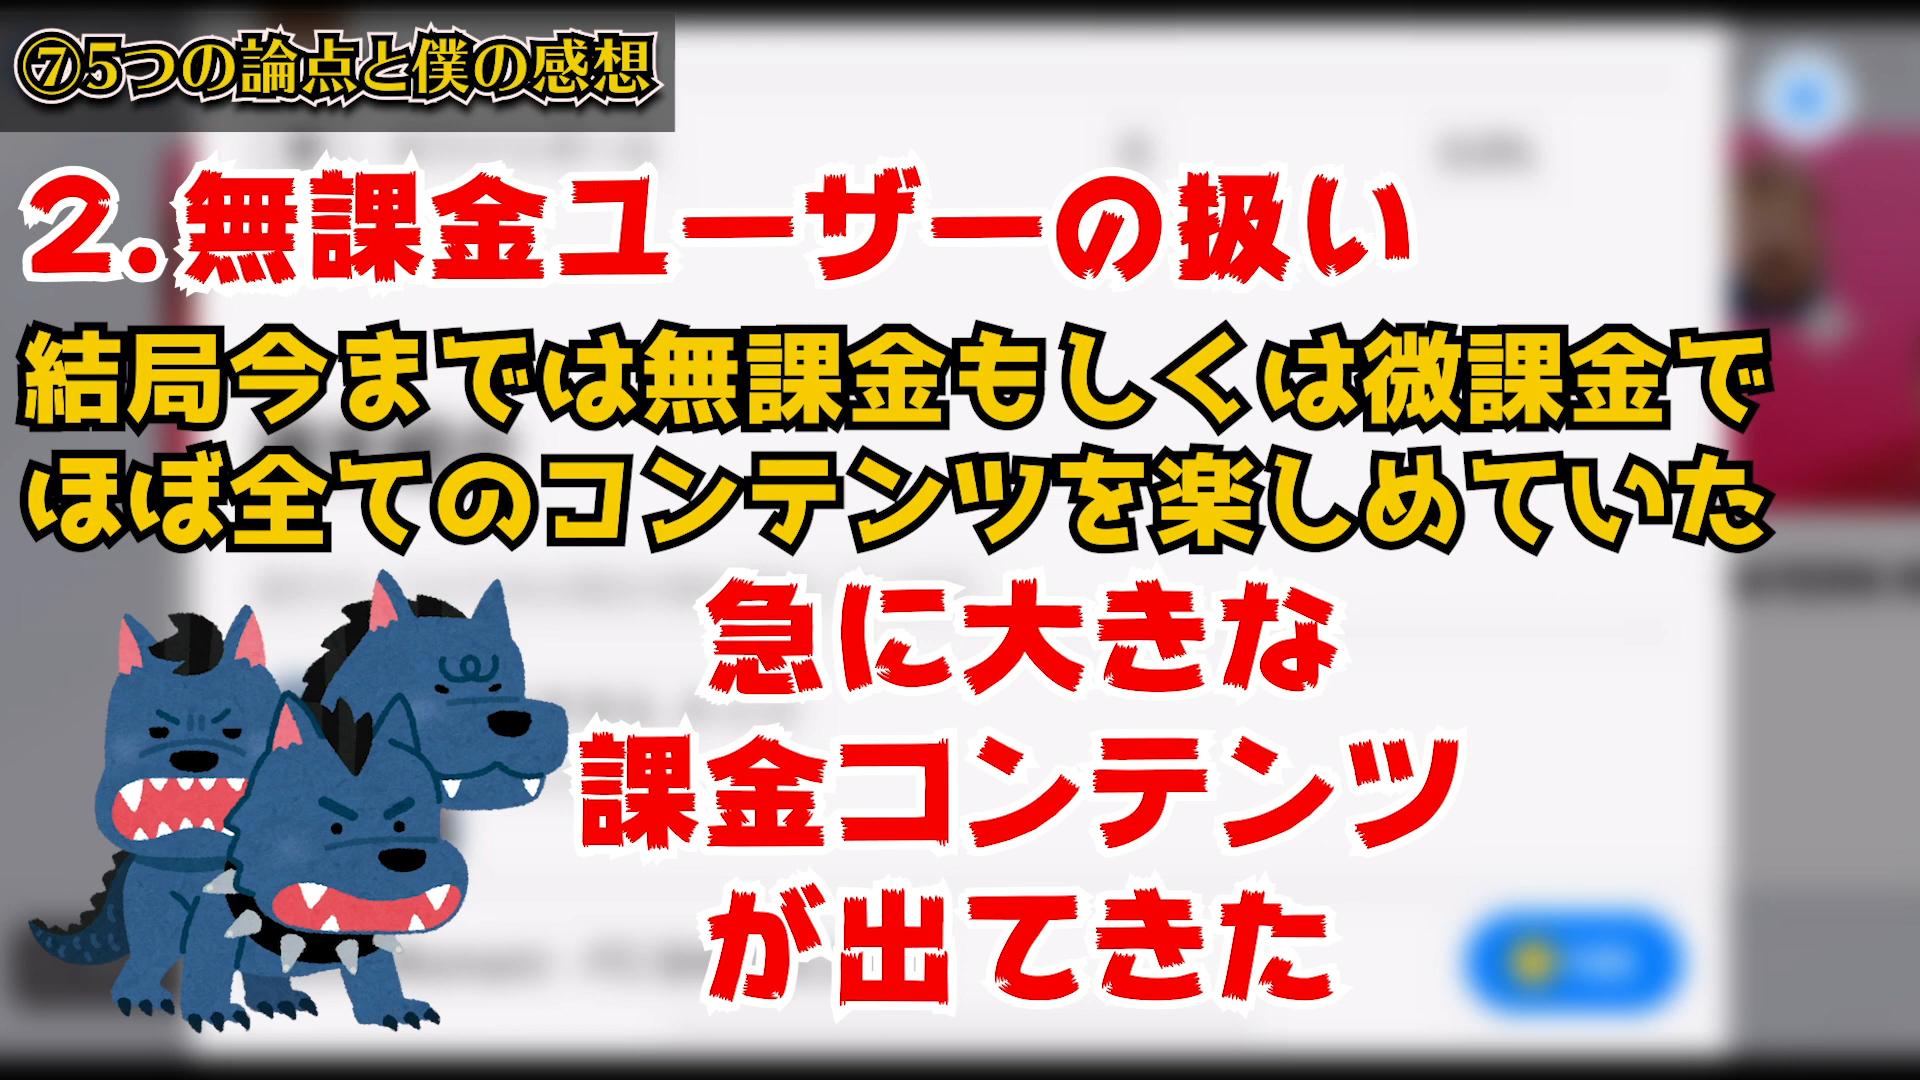 ⑦5つの論点と僕の感想
2.無課金ユーザーの扱い
結局今までは無課金もしくは微課金で
ほぼ全てのコンテンツを楽しめていた
急に大きな
課金コンテンツ
が出てきた